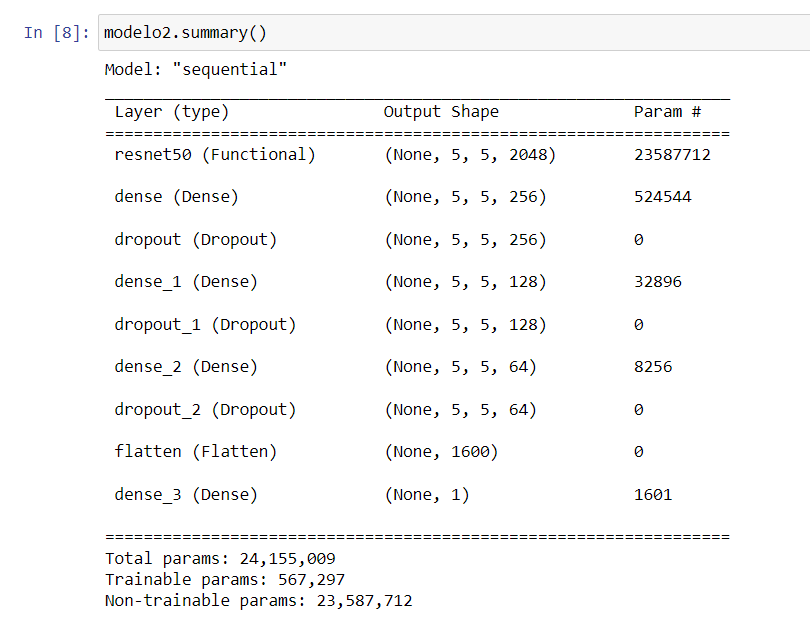 In [8]: modelo2.summary()
Model: "sequential"
Layer (type) Output Shape Param #
=================================================================
resnet50 (Functional) (None, 5, 5, 2048) 23587712
dense (Dense) (None, 5, 5, 256) 524544
dropout (Dropout) (None, 5, 5, 256) 0
dense_1 (Dense) (None, 5, 5, 128) 32896
dropout_1 (Dropout) (None, 5, 5, 128) 0
dense_2 (Dense) (None, 5, 5, 64) 8256
dropout_2 (Dropout) (None, 5, 5, 64) 0
flatten (Flatten) (None, 1600) 0
dense_3 (Dense) (None, 1) 1601
=================================================================
Total params: 24,155,009
Trainable params: 567,297
Non-trainable params: 23,587,712